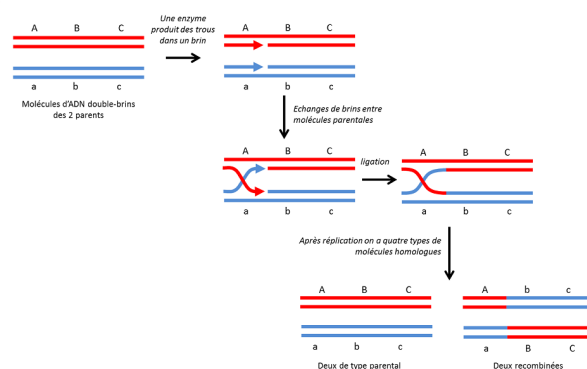 A B C
a b c
Molécules d'ADN double-brins
des 2 parents
Une enzyme
produit des trous
dans un brin
A B C
a b c
Echanges de brins entre
molécules parentales
A B C
a b c
ligation
A B C
a b c
Après réplication on a quatre types de
molécules homologues
A B C
a b c
Deux de type parental
A b c
a B C
Deux recombinées